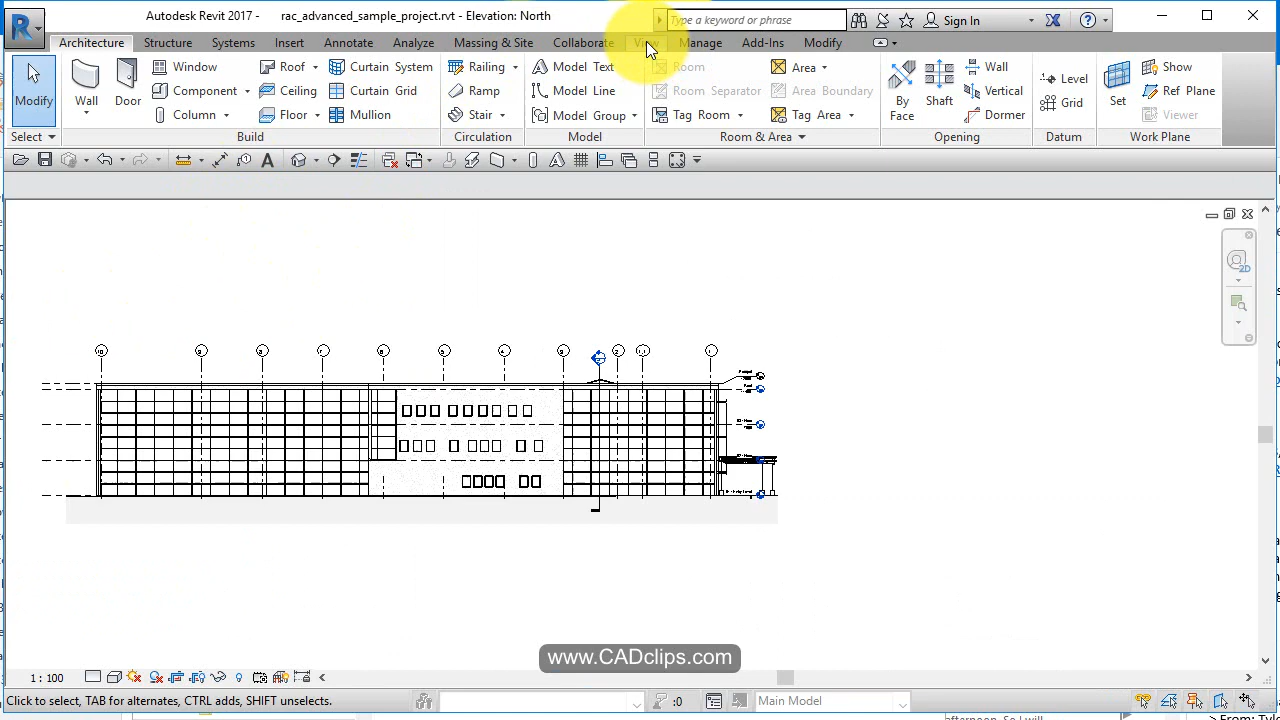 Autodesk Revit 2017 - rac_advanced_sample_project.rvt - Elevation: North
Type a keyword or phrase
Sign In
R
Architecture Structure Systems Insert Annotate Analyze Massing & Site Collaborate View Manage Add-Ins Modify
Modify
Wall
Door
Window
Component
Column
Roof
Ceiling
Floor
Curtain System
Curtain Grid
Mullion
Railing
Ramp
Stair
Model Text
Model Line
Model Group
Room
Room Separator
Tag Room
Area
Area Boundary
Tag Area
By Face
Shaft
Wall
Vertical
Dormer
Level
Grid
Set
Show
Ref Plane
Viewer
Select
Build
Circulation
Model
Room & Area
Opening
Datum
Work Plane
2D
www.CADclips.com
1 : 100
Click to select, TAB for alternates, CTRL adds, SHIFT unselects.
:0
Main Model